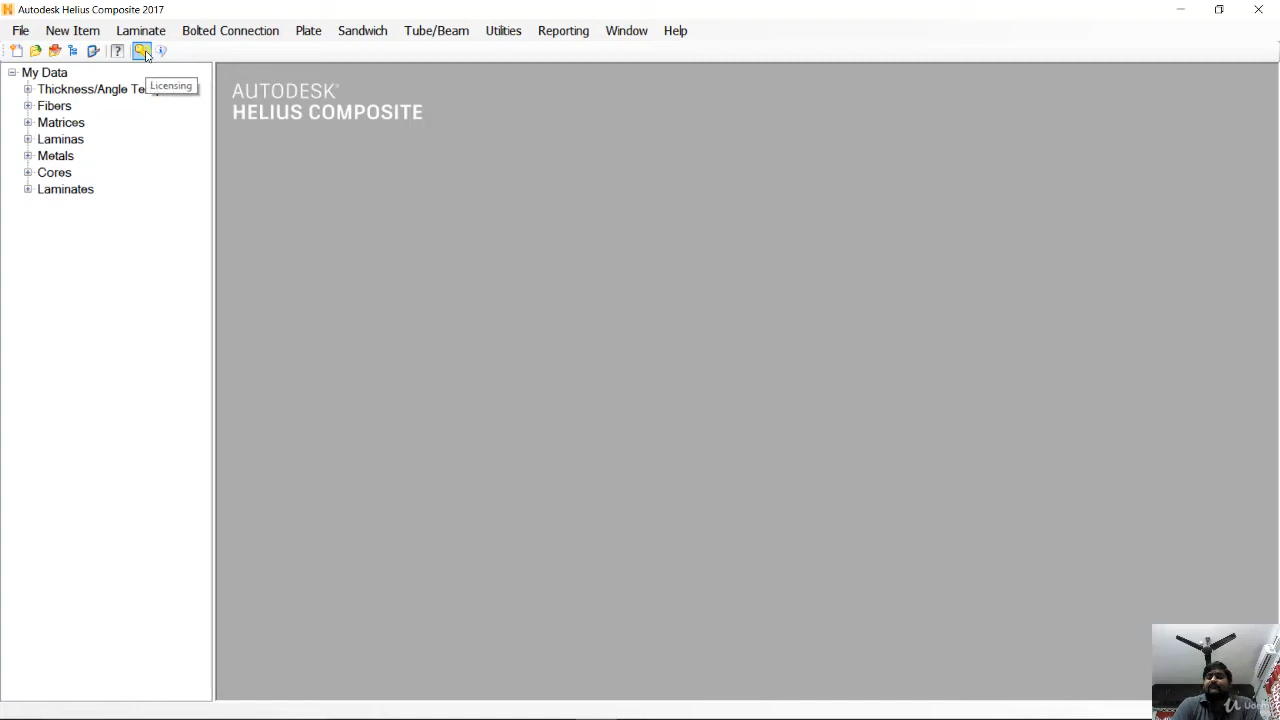 Autodesk Helius Composite 2017
File New Item Laminate Bolted Connection Plate Sandwich Tube/Beam Utilities Reporting Window Help
Licensing
My Data
Thickness/Angle
Fibers
Matrices
Laminas
Metals
Cores
Laminates
AUTODESK®
HELIUS COMPOSITE